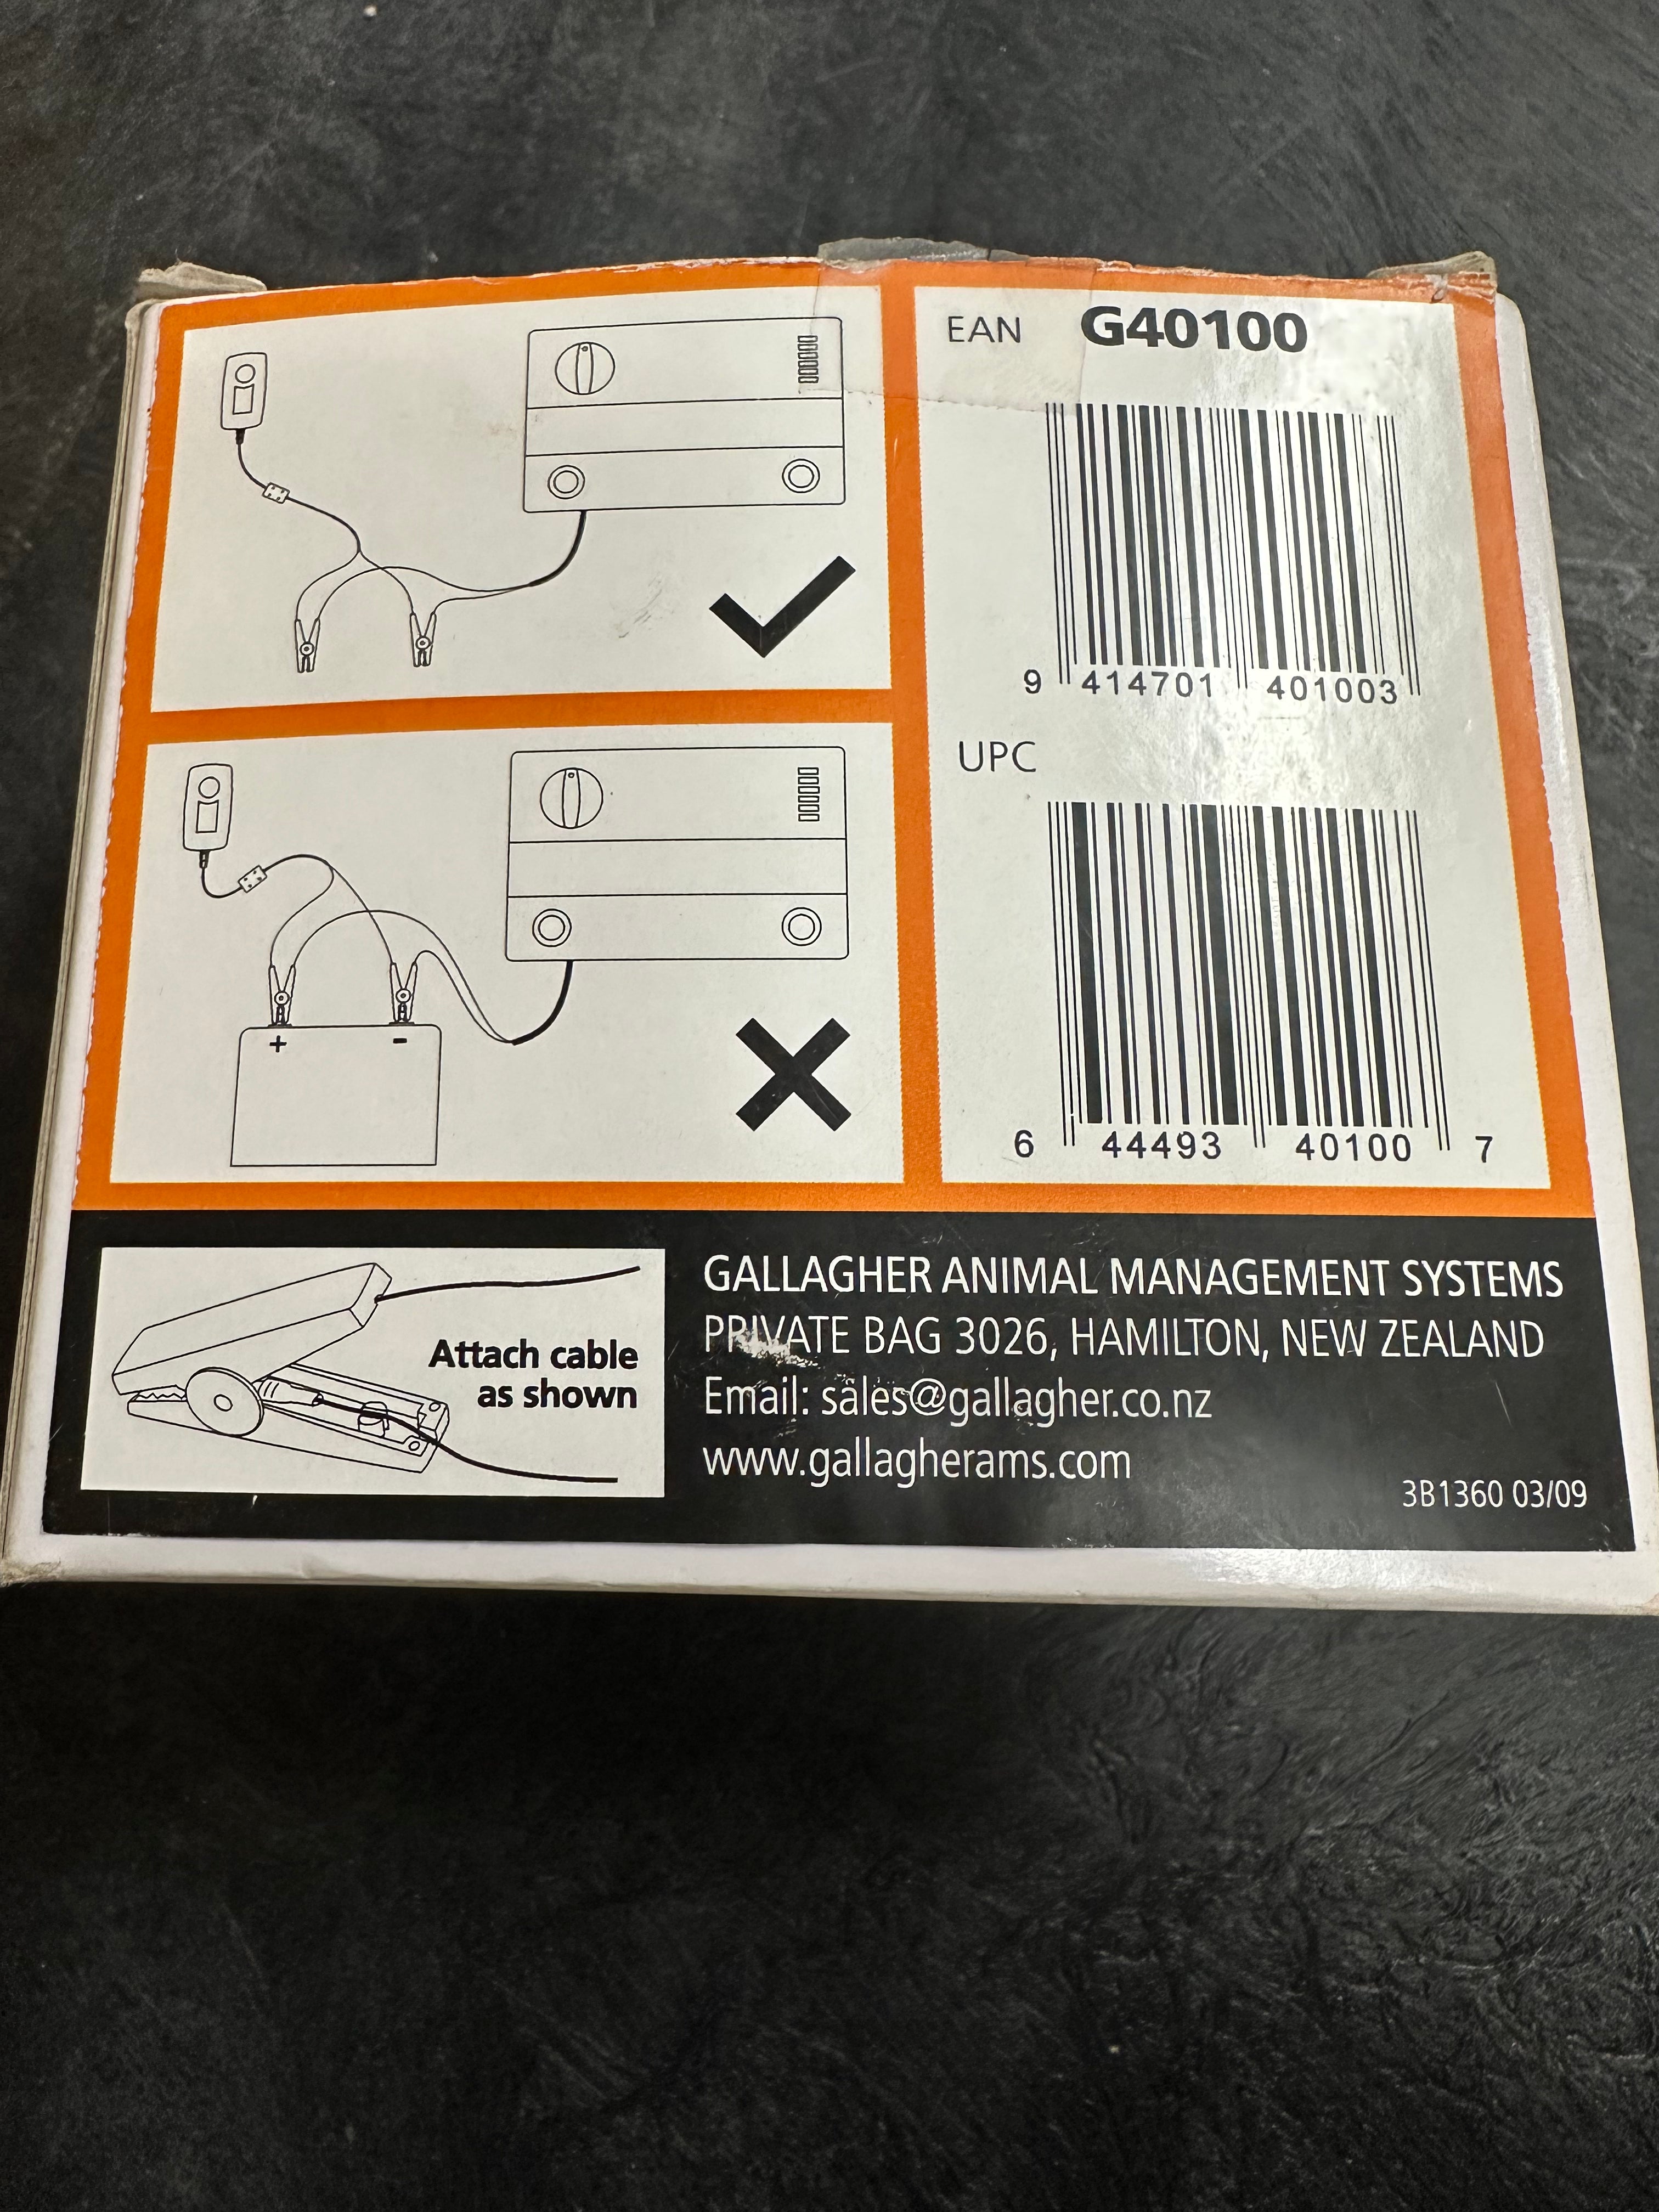 EAN G40100
9 414701 401003
UPC
6 44493 40100 7
+ -
Attach cable
as shown
GALLAGHER ANIMAL MANAGEMENT SYSTEMS
PRIVATE BAG 3026, HAMILTON, NEW ZEALAND
Email: sales@gallagher.co.nz
www.gallagherams.com
3B1360 03/09